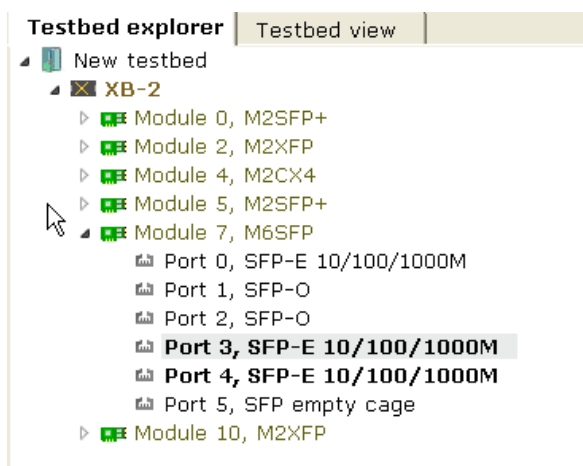 Testbed explorer Testbed view
New testbed
XB-2
Module 0, M2SFP+
Module 2, M2XFP
Module 4, M2CX4
Module 5, M2SFP+
Module 7, M6SFP
Port 0, SFP-E 10/100/1000M
Port 1, SFP-O
Port 2, SFP-O
Port 3, SFP-E 10/100/1000M
Port 4, SFP-E 10/100/1000M
Port 5, SFP empty cage
Module 10, M2XFP